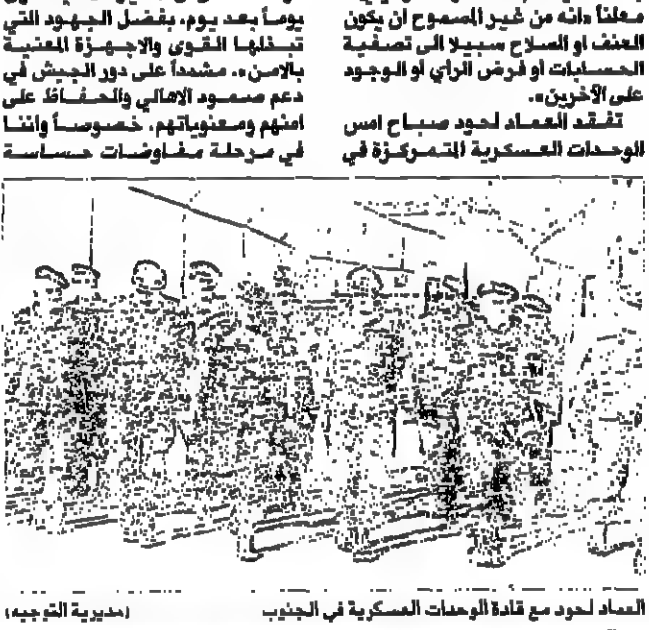 معلناً «انه من غير المسموح ان يكون
العنف او السلاح سبيلا الى تصفية
الحسابات او فرض الراي او الوجود
على الآخرين».
تفقد العماد لحود صباح امس
الوحدات العسكرية المتمركزة في
يوماً بعد يوم، بفضل الجهود التي
تبذلها القوى والاجهزة المعنية
بالامن». مشدداً على دور الجيش في
دعم صمود الاهالي والحفاظ على
امنهم ومعنوياتهم، خصوصاً واننا
في مرحلة مفاوضات حساسة
العماد لحود مع قادة الوحدات العسكرية في الجنوب
(مديرية التوجيه)